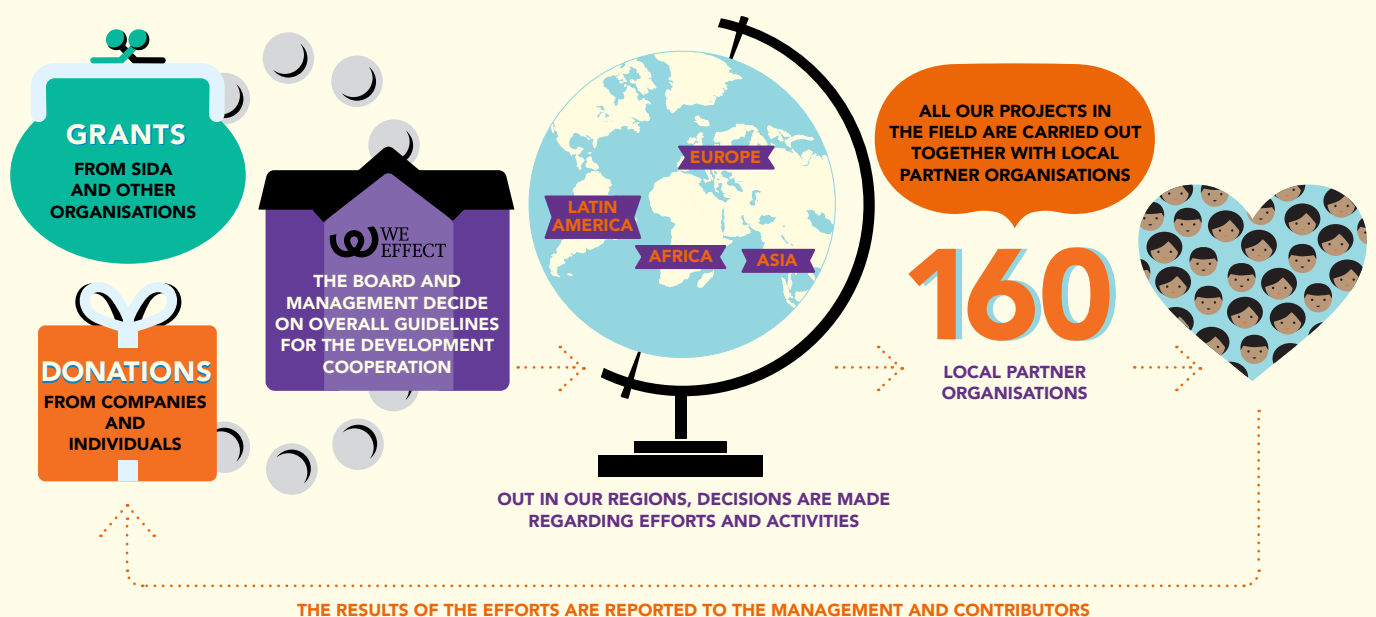 GRANTS
FROM SIDA
AND OTHER
ORGANISATIONS
DONATIONS
FROM COMPANIES
AND
INDIVIDUALS
WE
EFFECT
THE BOARD AND
MANAGEMENT DECIDE
ON OVERALL GUIDELINES
FOR THE DEVELOPMENT
COOPERATION
EUROPE
LATIN
AMERICA
AFRICA
ASIA
OUT IN OUR REGIONS, DECISIONS ARE MADE
REGARDING EFFORTS AND ACTIVITIES
ALL OUR PROJECTS IN
THE FIELD ARE CARRIED OUT
TOGETHER WITH LOCAL
PARTNER ORGANISATIONS
160
LOCAL PARTNER
ORGANISATIONS
THE RESULTS OF THE EFFORTS ARE REPORTED TO THE MANAGEMENT AND CONTRIBUTORS